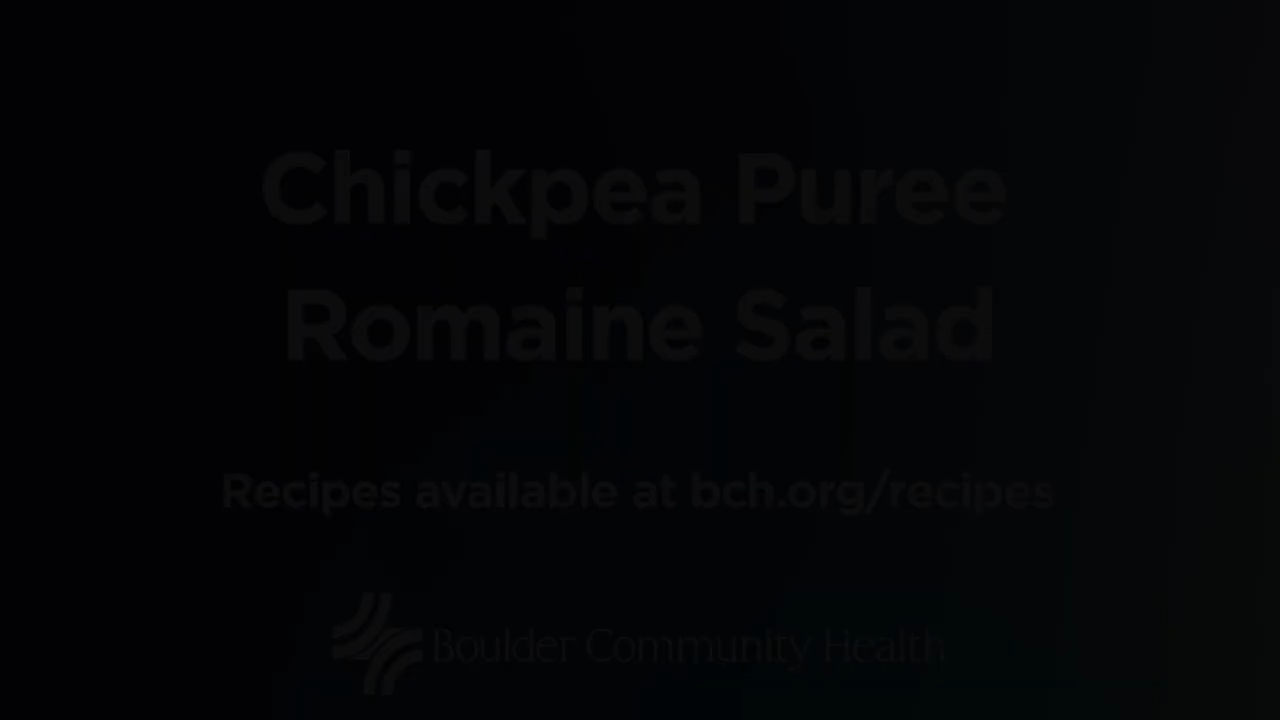 Chickpea Puree
Romaine Salad
Recipes available at bch.org/recipes
Boulder Community Health